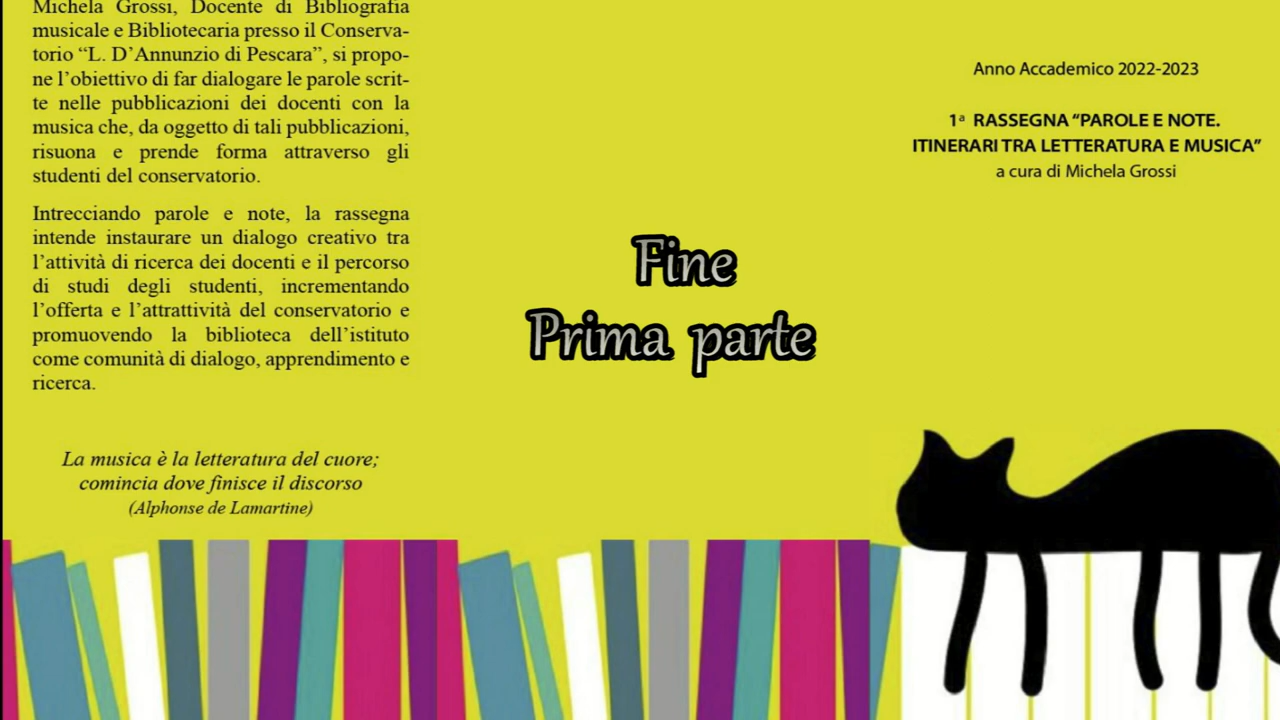 Michela Grossi, Docente di Bibliografia
musicale e Bibliotecaria presso il Conserva-
torio “L. D’Annunzio di Pescara”, si propo-
ne l’obiettivo di far dialogare le parole scrit-
te nelle pubblicazioni dei docenti con la
musica che, da oggetto di tali pubblicazioni,
risuona e prende forma attraverso gli
studenti del conservatorio.
Intrecciando parole e note, la rassegna
intende instaurare un dialogo creativo tra
l’attività di ricerca dei docenti e il percorso
di studi degli studenti, incrementando
l’offerta e l’attrattività del conservatorio e
promuovendo la biblioteca dell’istituto
come comunità di dialogo, apprendimento e
ricerca.
La musica è la letteratura del cuore;
comincia dove finisce il discorso
(Alphonse de Lamartine)
Fine
Prima parte
Anno Accademico 2022-2023
1ª RASSEGNA “PAROLE E NOTE.
ITINERARI TRA LETTERATURA E MUSICA”
a cura di Michela Grossi